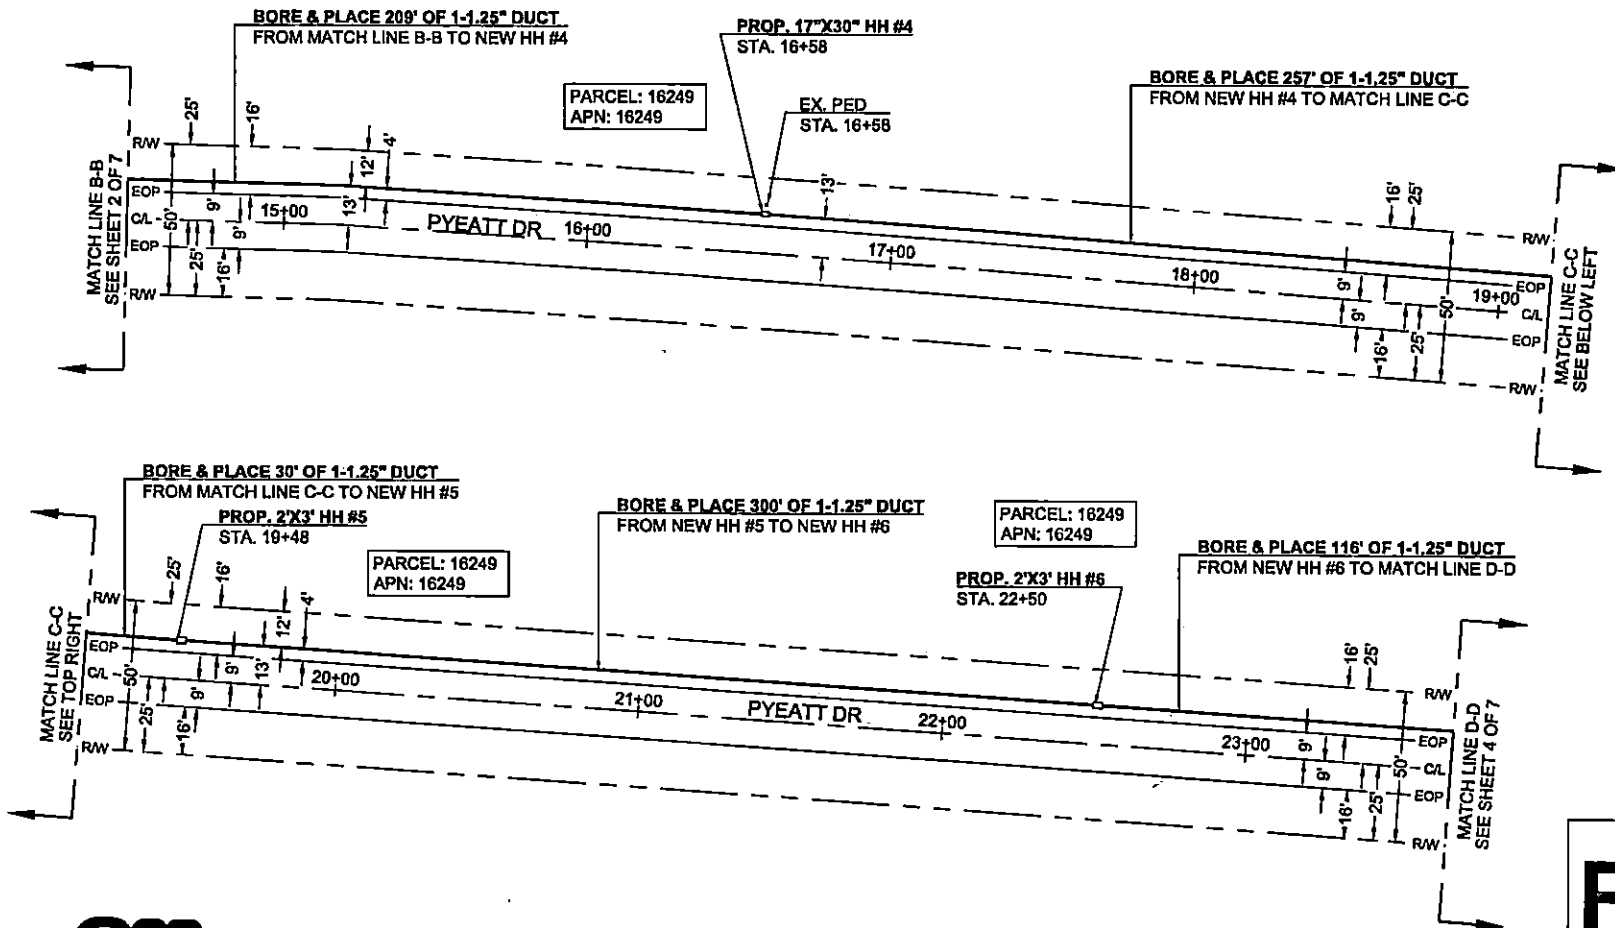 BORE & PLACE 209' OF 1-1.25" DUCT
FROM MATCH LINE B-B TO NEW HH #4
PROP. 17"X30" HH #4
STA. 16+58
PARCEL: 16249
APN: 16249
EX. PED
STA. 16+58
BORE & PLACE 257' OF 1-1.25" DUCT
FROM NEW HH #4 TO MATCH LINE C-C
MATCH LINE B-B
SEE SHEET 2 OF 7
R/W
EOP
C/L
EOP
R/W
25'
16'
12'
4'
50'
9'
9'
13'
25'
16'
15+00
PYEATT DR
16+00
13'
17+00
18+00
19+00
16'
25'
9'
9'
50'
16'
25'
R/W
EOP
C/L
EOP
R/W
MATCH LINE C-C
SEE BELOW LEFT
BORE & PLACE 30' OF 1-1.25" DUCT
FROM MATCH LINE C-C TO NEW HH #5
PROP. 2'X3' HH #5
STA. 19+48
PARCEL: 16249
APN: 16249
BORE & PLACE 300' OF 1-1.25" DUCT
FROM NEW HH #5 TO NEW HH #6
PARCEL: 16249
APN: 16249
PROP. 2'X3' HH #6
STA. 22+50
BORE & PLACE 116' OF 1-1.25" DUCT
FROM NEW HH #6 TO MATCH LINE D-D
MATCH LINE C-C
SEE TOP RIGHT
R/W
EOP
C/L
EOP
R/W
25'
16'
12'
4'
50'
9'
9'
13'
25'
16'
20+00
21+00
PYEATT DR
22+00
23+00
16'
25'
9'
9'
50'
16'
25'
R/W
EOP
C/L
EOP
R/W
MATCH LINE D-D
SEE SHEET 4 OF 7